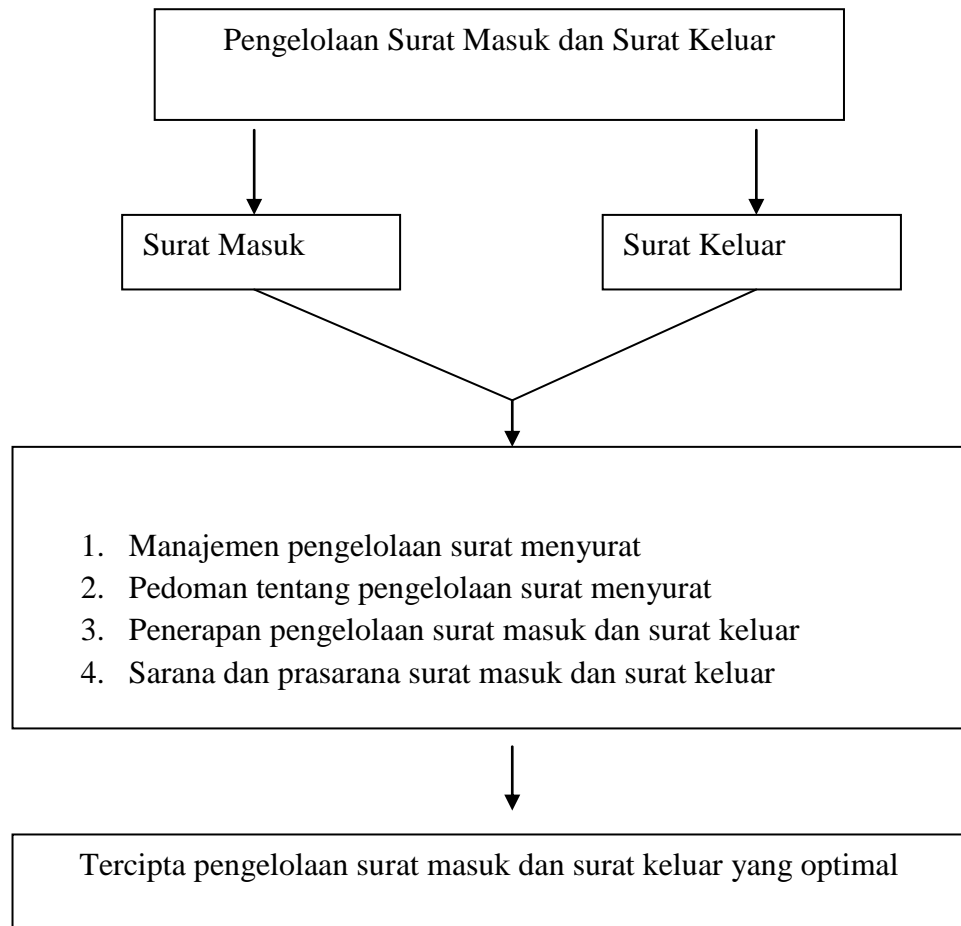 Pengelolaan Surat Masuk dan Surat Keluar
Surat Masuk
Surat Keluar
1. Manajemen pengelolaan surat menyurat
2. Pedoman tentang pengelolaan surat menyurat
3. Penerapan pengelolaan surat masuk dan surat keluar
4. Sarana dan prasarana surat masuk dan surat keluar
Tercipta pengelolaan surat masuk dan surat keluar yang optimal